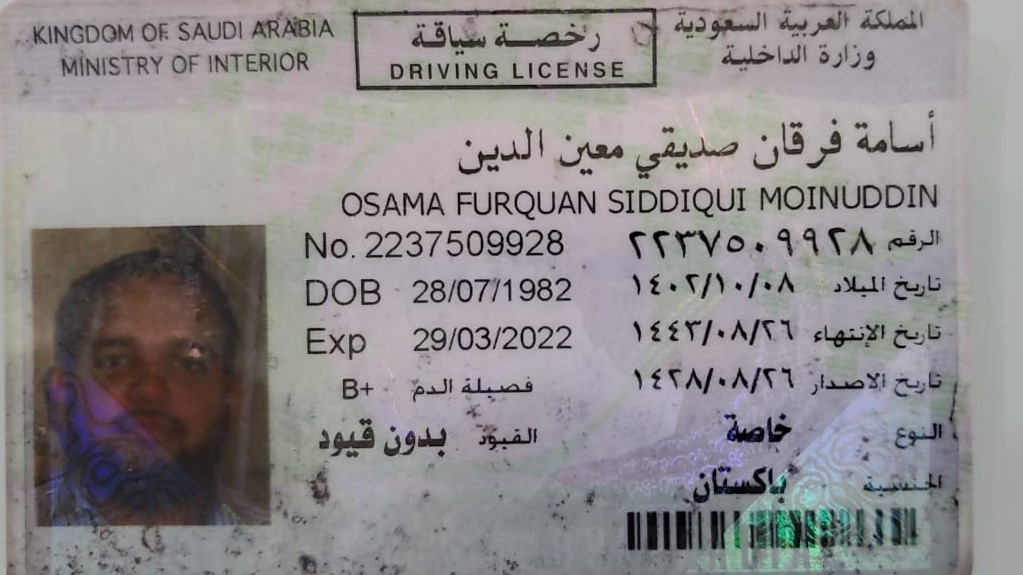 KINGDOM OF SAUDI ARABIA
MINISTRY OF INTERIOR
رخصــة سياقة
DRIVING LICENSE
المملكة العربية السعودية
وزارة الداخلية
أسامة فرقان صديقي معين الدين
OSAMA FURQUAN SIDDIQUI MOINUDDIN
No. 2237509928 الرقم ٢٢٣٧٥٠٩٩٢٨
DOB 28/07/1982 تاريخ الميلاد ١٤٠٢/١٠/٠٨
Exp 29/03/2022 تاريخ الإنتهاء ١٤٤٣/٠٨/٢٦
B+ فصيلة الدم تاريخ الاصدار ١٤٢٨/٠٨/٢٦
النوع خاصة القيود بدون قيود
الجنسية باكستان